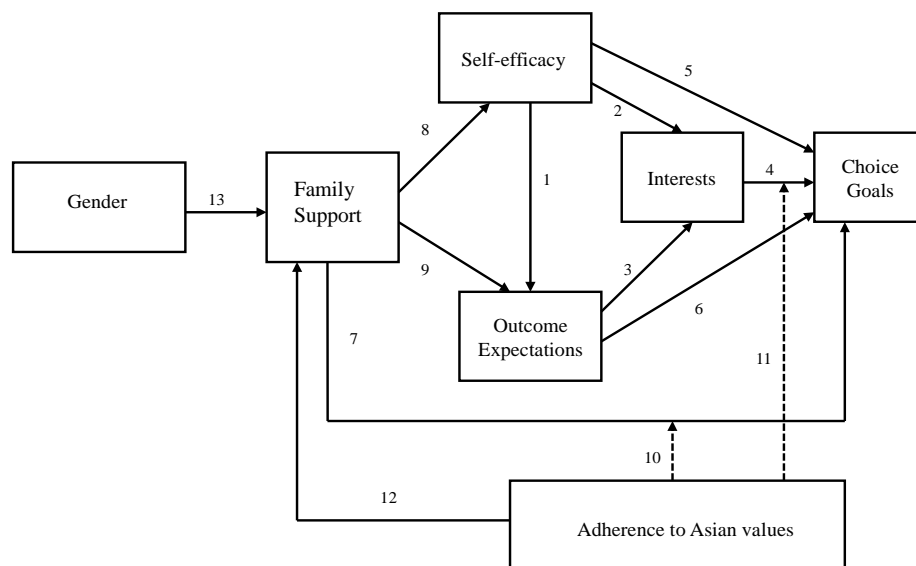 Self-efficacy
5
2
8
Family
Support
Interests
4
Choice
Goals
Gender
13
1
9
3
Outcome
Expectations
6
7
11
10
12
Adherence to Asian values